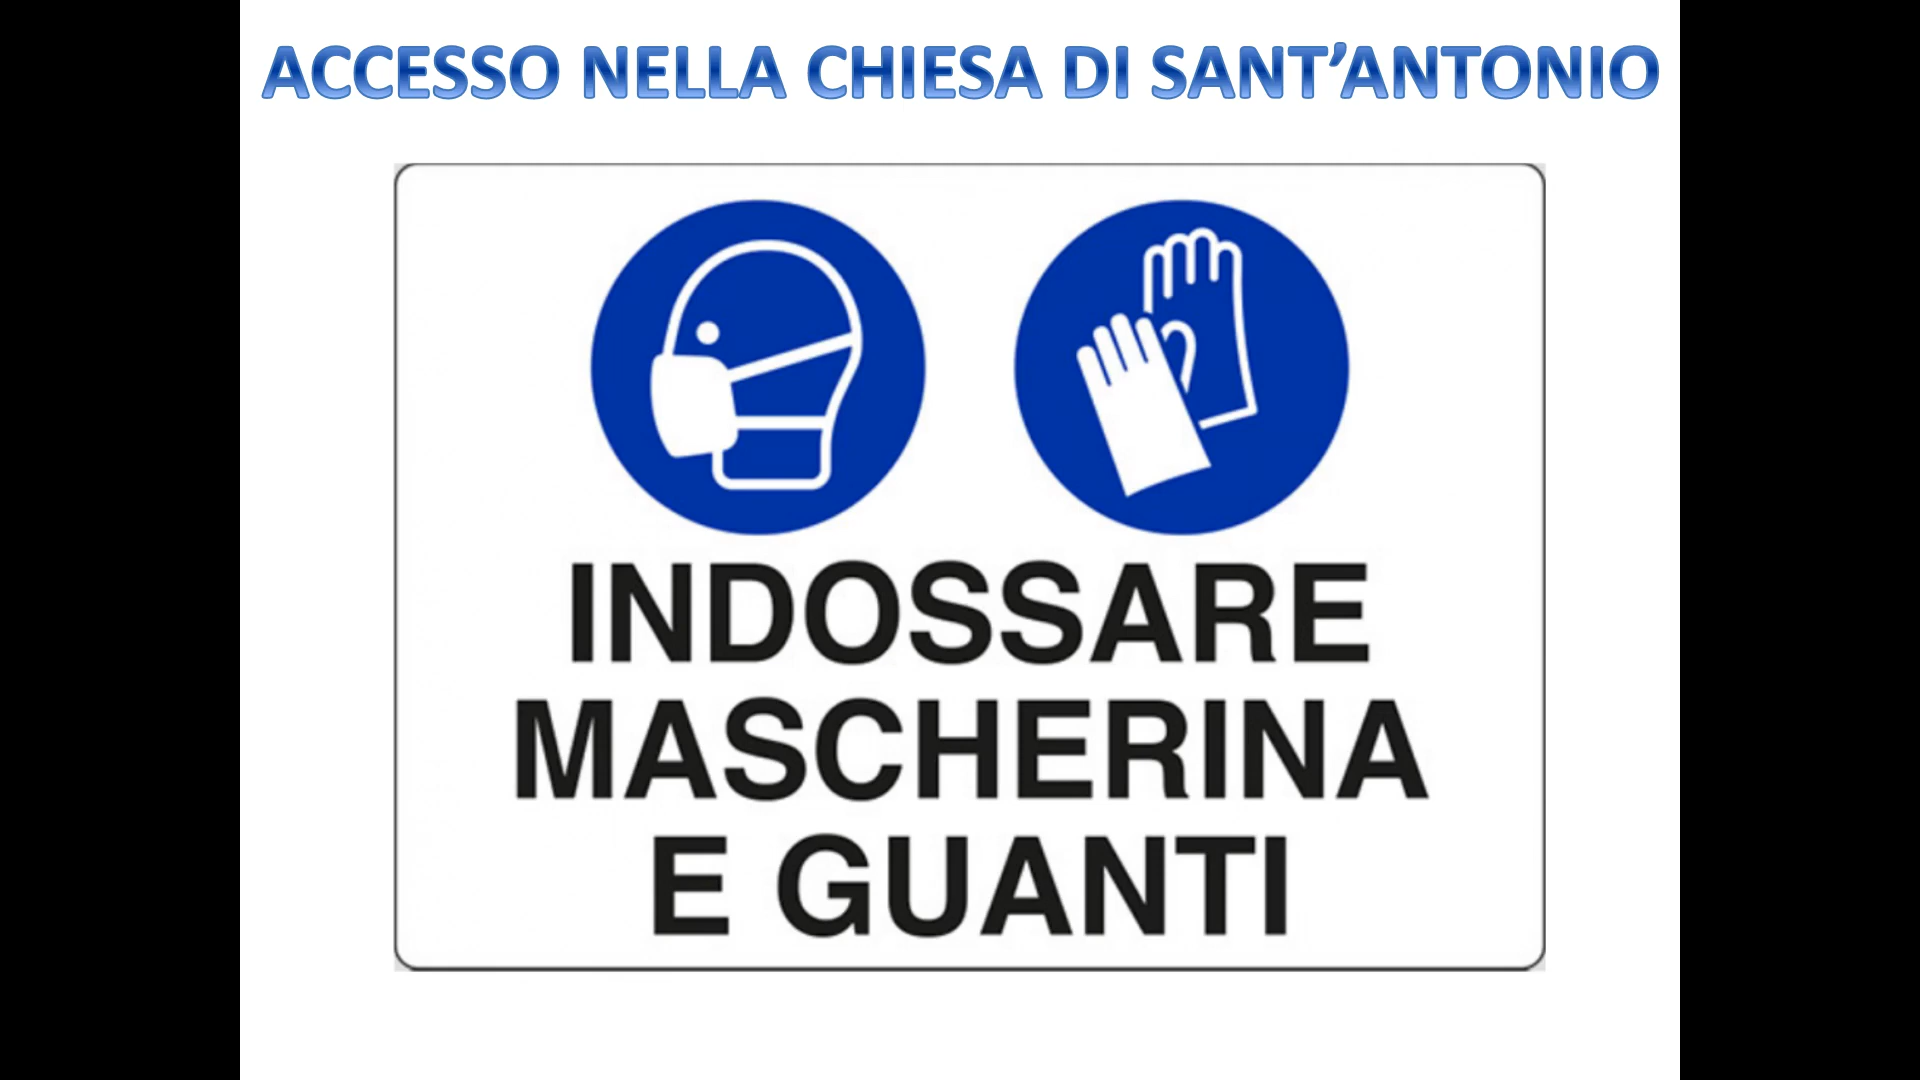 ACCESSO NELLA CHIESA DI SANT’ANTONIO
INDOSSARE
MASCHERINA
E GUANTI